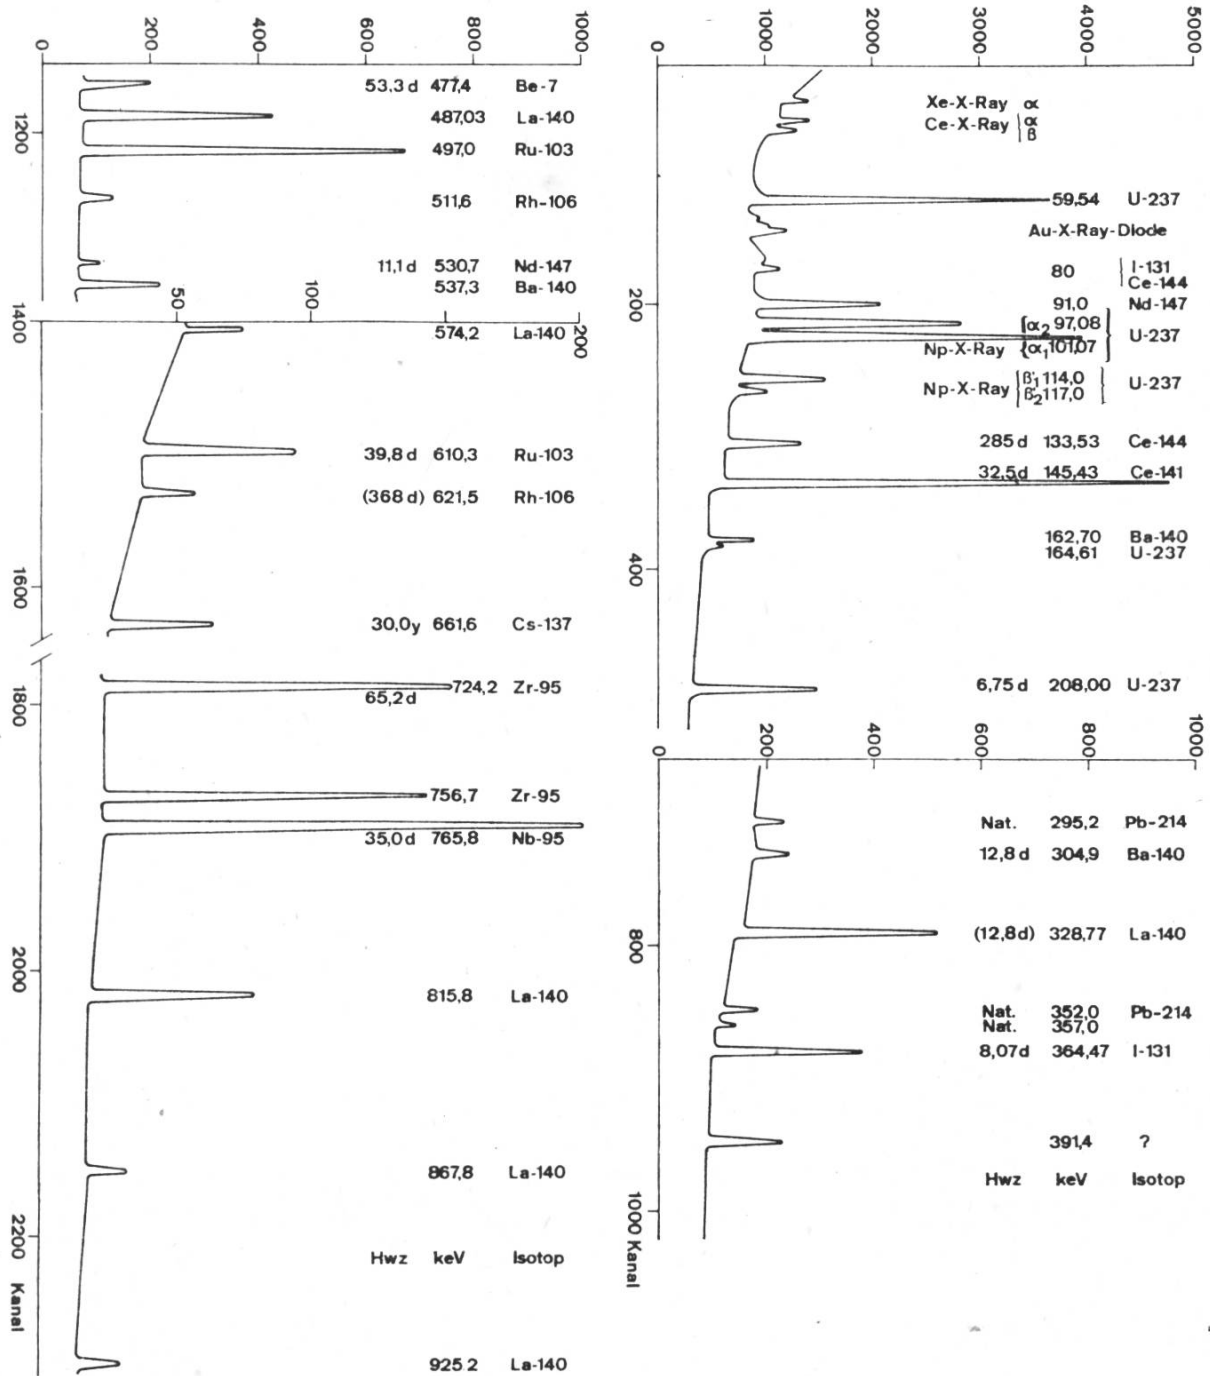 0 200 400 600 800 1000
53.3 d 477,4 Be-7
487,03 La-140
1200
497,0 Ru-103
511,6 Rh-106
11,1 d 530,7 Nd-147
537,3 Ba-140
50 100 200
1400
574,2 La-140
39,8 d 610,3 Ru-103
(368 d) 621,5 Rh-106
1600
30,0y 661,6 Cs-137
724,2 Zr-95
65,2 d
1800
756,7 Zr-95
35,0 d 765,8 Nb-95
2000
815,8 La-140
867,8 La-140
2200
Hwz keV Isotop
Kanal
925 2 La-140
0 1000 2000 3000 4000 5000
Xe-X-Ray α
Ce-X-Ray α
β
59,54 U-237
Au-X-Ray-Diode
80 I-131
Ce-144
200
91,0 Nd-147
α2 97,08
U-237
Np-X-Ray α1 101,07
Np-X-Ray β'1 114,0 U-237
β'2 117,0
285 d 133,53 Ce-144
32,5 d 145,43 Ce-141
162,70 Ba-140
164,61 U-237
400
6,75 d 208,00 U-237
0 2000 4000 6000 8000 1000
Nat. 295,2 Pb-214
12,8 d 304,9 Ba-140
(12,8d) 328,77 La-140
800
Nat. 352,0 Pb-214
Nat. 357,0
8,07d 364,47 I-131
391,4 ?
Hwz keV Isotop
1000 Kanal